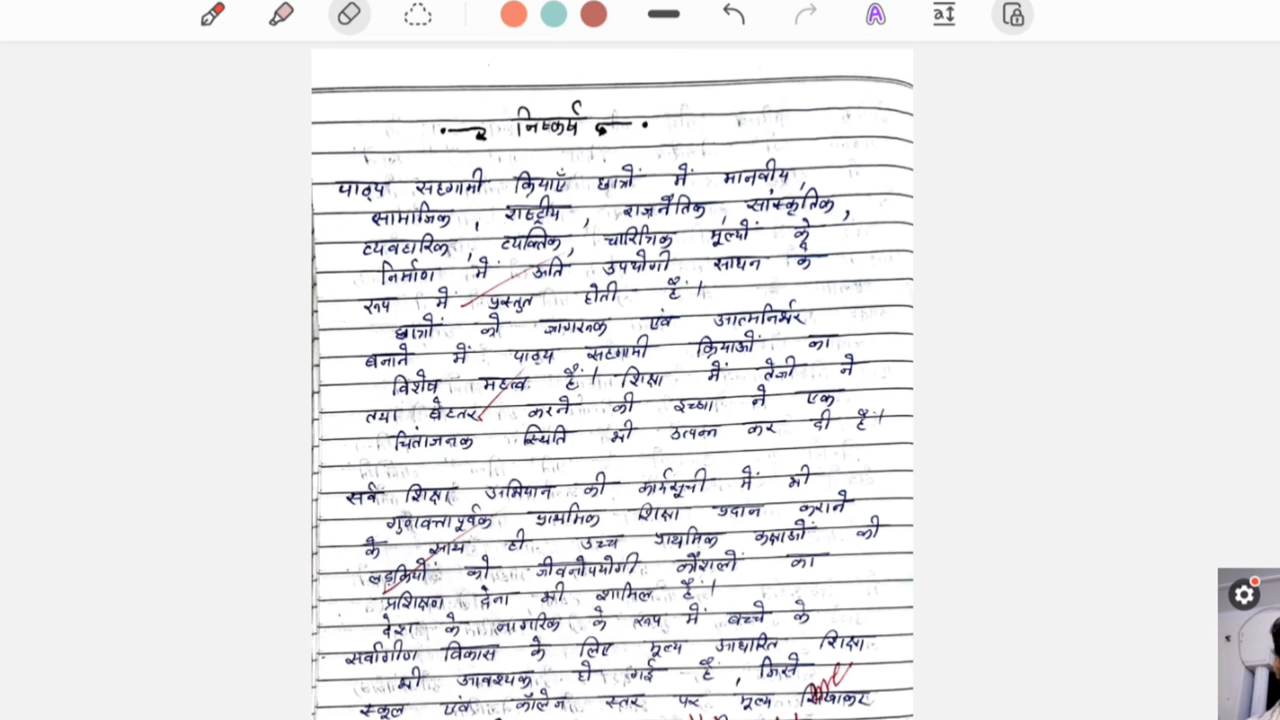 निष्कर्ष
पाठ्य सहगामी क्रियाएँ छात्रों में मानवीय,
सामाजिक, राष्ट्रीय, राजनैतिक, सांस्कृतिक,
व्यवहारिक, व्यक्तिक, चारित्रिक मूल्यों के
निर्माण में अति उपयोगी साधन के
रूप में प्रस्तुत होती हैं।
छात्रों को जागरूक एवं आत्मनिर्भर
बनाने में पाठ्य सहगामी क्रियाओं का
विशेष महत्व है। शिक्षा में तेजी ने
तथा बेहतर करने की इच्छा ने एक
चिंताजनक स्थिति भी उत्पन्न कर दी है।
सर्व शिक्षा अभियान की कार्यसूची में भी
गुणवत्तापूर्वक प्राथमिक शिक्षा प्रदान कराने
के साथ ही उच्च प्राथमिक कक्षाओं की
लड़कियों को जीवनोपयोगी कौशलों का
प्रशिक्षण देना भी शामिल है।
देश के नागरिक के रूप में बच्चे के
सर्वांगीण विकास के लिए मूल्य आधारित शिक्षा
भी आवश्यक हो गई है, जिसे
स्कूल एवं कॉलेज स्तर पर मूल्य सिखाकर